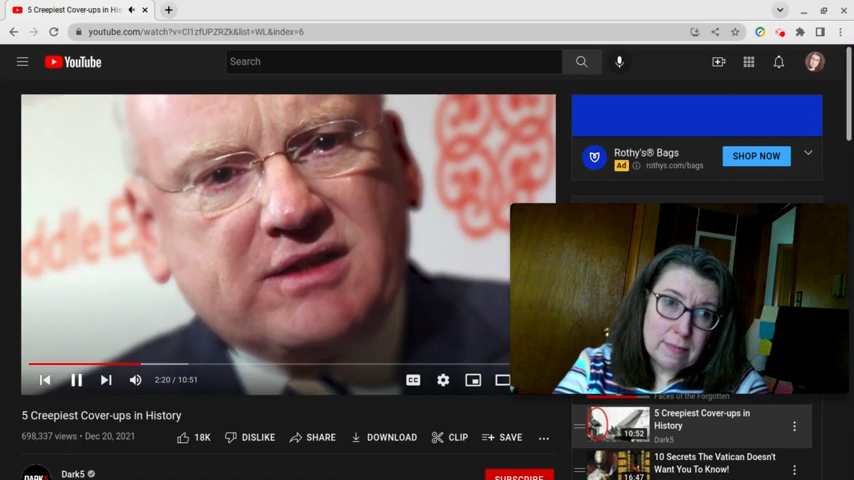 5 Creepiest Cover-ups in His
youtube.com/watch?v=Cl1zfUPZRZk&list=WL&index=6
YouTube
Search
ddle Ea
Rothy's® Bags
Ad rothys.com/bags
SHOP NOW
2:20 / 10:51
CC
5 Creepiest Cover-ups in History
698,337 views • Dec 20, 2021
18K
DISLIKE
SHARE
DOWNLOAD
CLIP
SAVE
Dark5
SUBSCRIBE
Faces of the Forgotten
5 Creepiest Cover-ups in
History
Dark5
10:52
10 Secrets The Vatican Doesn't
Want You To Know!
16:47